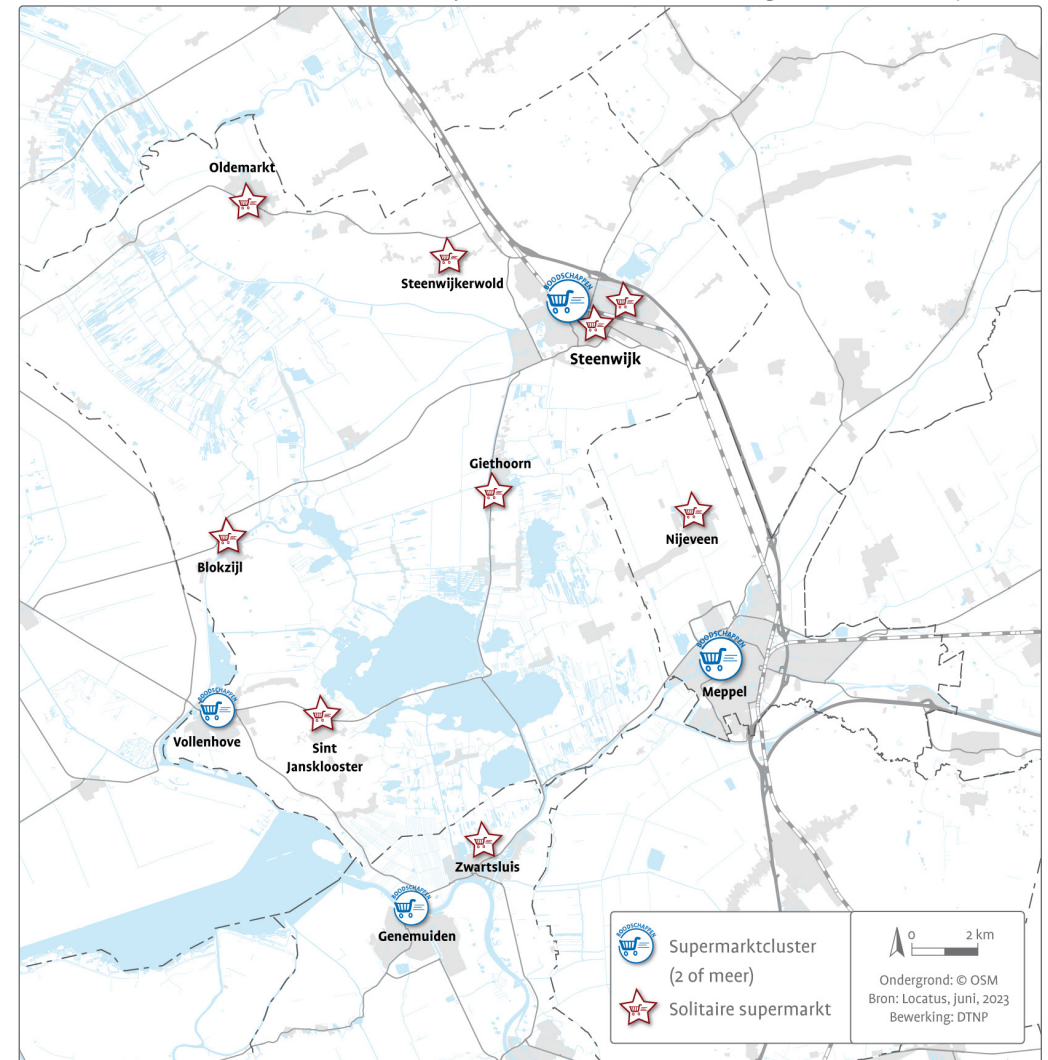 Oldemarkt
Steenwijkerwold
BOODSCHAPPEN
Steenwijk
Giethoorn
Nijeveen
Blokzijl
BOODSCHAPPEN
Meppel
BOODSCHAPPEN
Vollenhove
Sint
Jansklooster
Zwartsluis
BOODSCHAPPEN
Genemuiden
BOODSCHAPPEN
Supermarktcluster
(2 of meer)
Solitaire supermarkt
0 2 km
Ondergrond: © OSM
Bron: Locatus, juni, 2023
Bewerking: DTNP